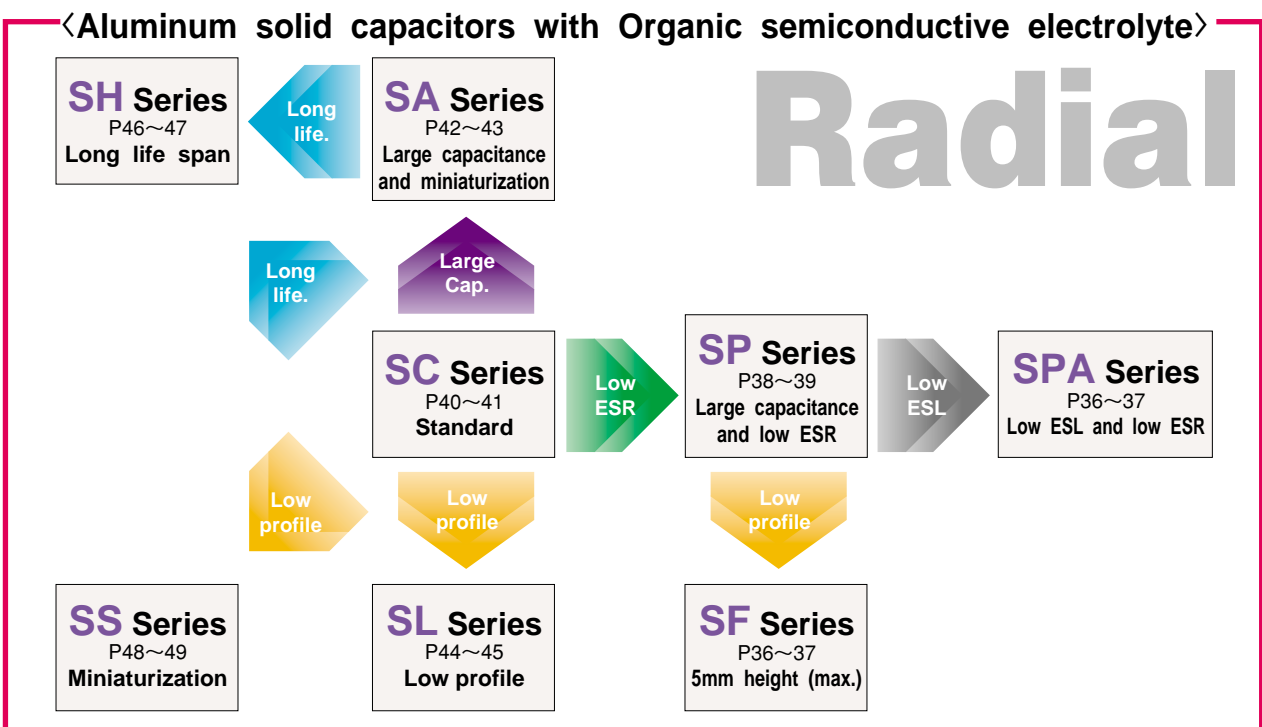 〈Aluminum solid capacitors with Organic semiconductive electrolyte〉
Radial
SH Series
P46～47
Long life span
Long
life.
SA Series
P42～43
Large capacitance
and miniaturization
Long
life.
Large
Cap.
SC Series
P40～41
Standard
Low
ESR
SP Series
P38～39
Large capacitance
and low ESR
Low
ESL
SPA Series
P36～37
Low ESL and low ESR
Low
profile
Low
profile
Low
profile
SS Series
P48～49
Miniaturization
SL Series
P44～45
Low profile
SF Series
P36～37
5mm height (max.)